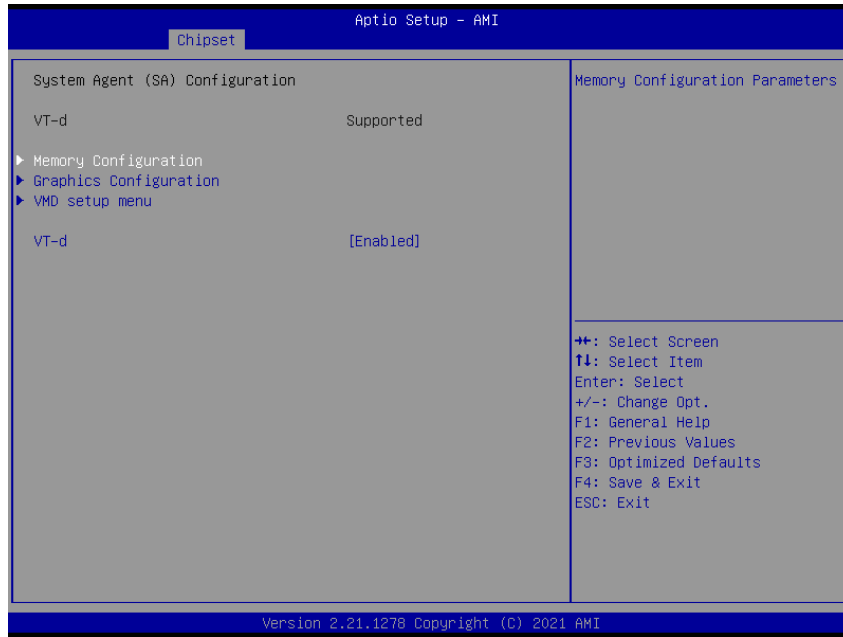 Aptio Setup – AMI
Chipset
System Agent (SA) Configuration
VT-d Supported
Memory Configuration
Graphics Configuration
VMD setup menu
VT-d [Enabled]
Memory Configuration Parameters
→←: Select Screen
↑↓: Select Item
Enter: Select
+/-: Change Opt.
F1: General Help
F2: Previous Values
F3: Optimized Defaults
F4: Save & Exit
ESC: Exit
Version 2.21.1278 Copyright (C) 2021 AMI